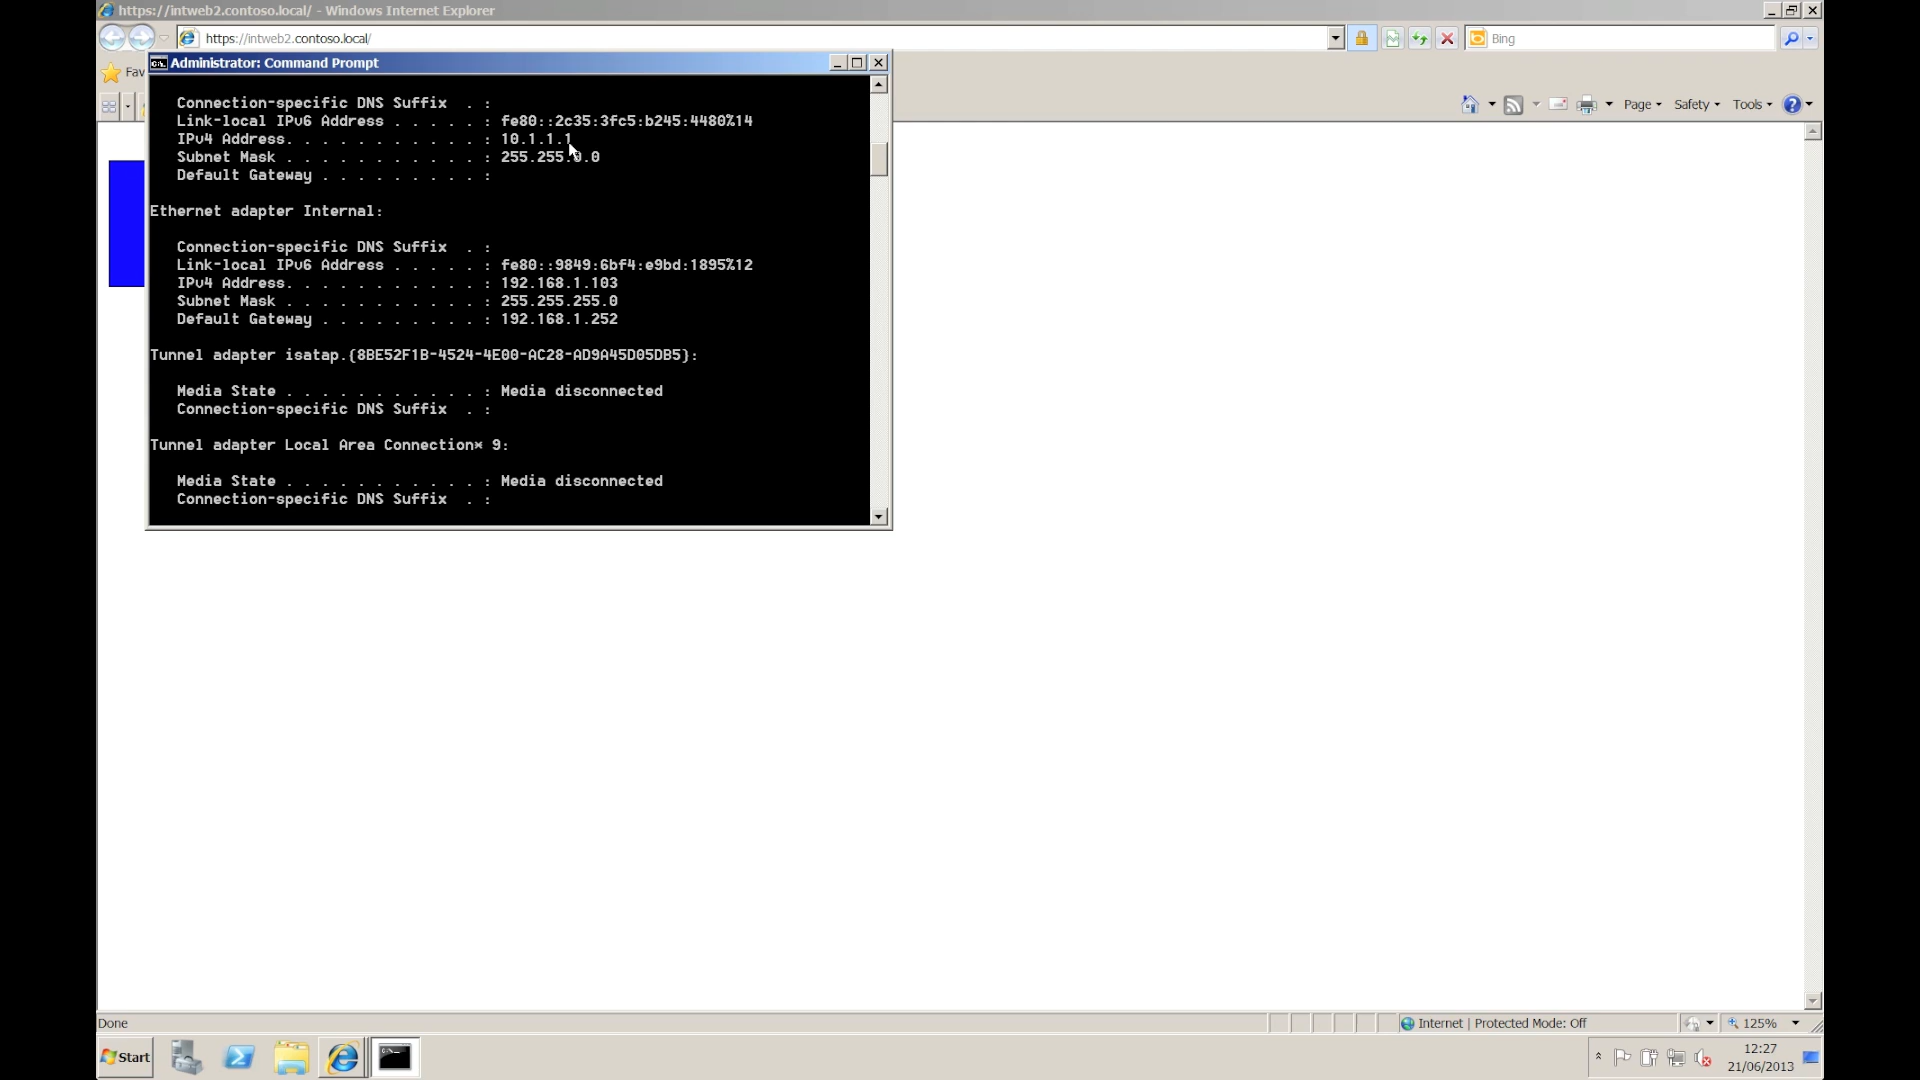 https://intweb2.contoso.local/ - Windows Internet Explorer
https://intweb2.contoso.local/
Bing
Fav
Page
Safety
Tools
Administrator: Command Prompt
Connection-specific DNS Suffix . :
Link-local IPv6 Address . . . . . : fe80::2c35:3fc5:b245:4480%14
IPv4 Address. . . . . . . . . . . : 10.1.1.1
Subnet Mask . . . . . . . . . . . : 255.255.0.0
Default Gateway . . . . . . . . . :
Ethernet adapter Internal:
Connection-specific DNS Suffix . :
Link-local IPv6 Address . . . . . : fe80::9849:6bf4:e9bd:1895%12
IPv4 Address. . . . . . . . . . . : 192.168.1.103
Subnet Mask . . . . . . . . . . . : 255.255.255.0
Default Gateway . . . . . . . . . : 192.168.1.252
Tunnel adapter isatap.{8BE52F1B-4524-4E00-AC28-AD9A45D05DB5}:
Media State . . . . . . . . . . . : Media disconnected
Connection-specific DNS Suffix . :
Tunnel adapter Local Area Connection* 9:
Media State . . . . . . . . . . . : Media disconnected
Connection-specific DNS Suffix . :
Done
Internet | Protected Mode: Off
125%
Start
12:27
21/06/2013